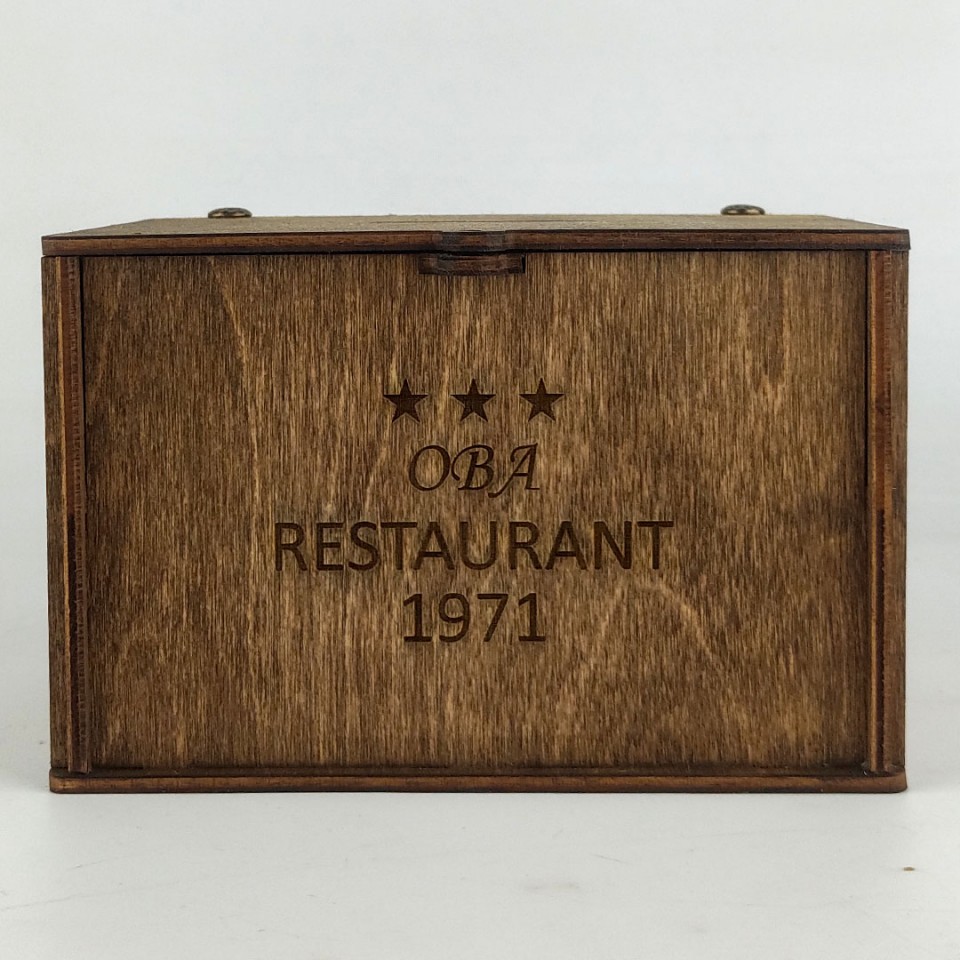 ★ ★ ★
OBA
RESTAURANT
1971